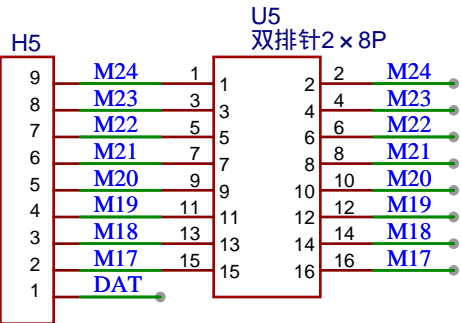 U5
H5 双排针2×8P
9 M24 1 1 2 2 M24
8 M23 3 3 4 4 M23
7 M22 5 5 6 6 M22
6 M21 7 7 8 8 M21
5 M20 9 9 10 10 M20
4 M19 11 11 12 12 M19
3 M18 13 13 14 14 M18
2 M17 15 15 16 16 M17
1 DAT